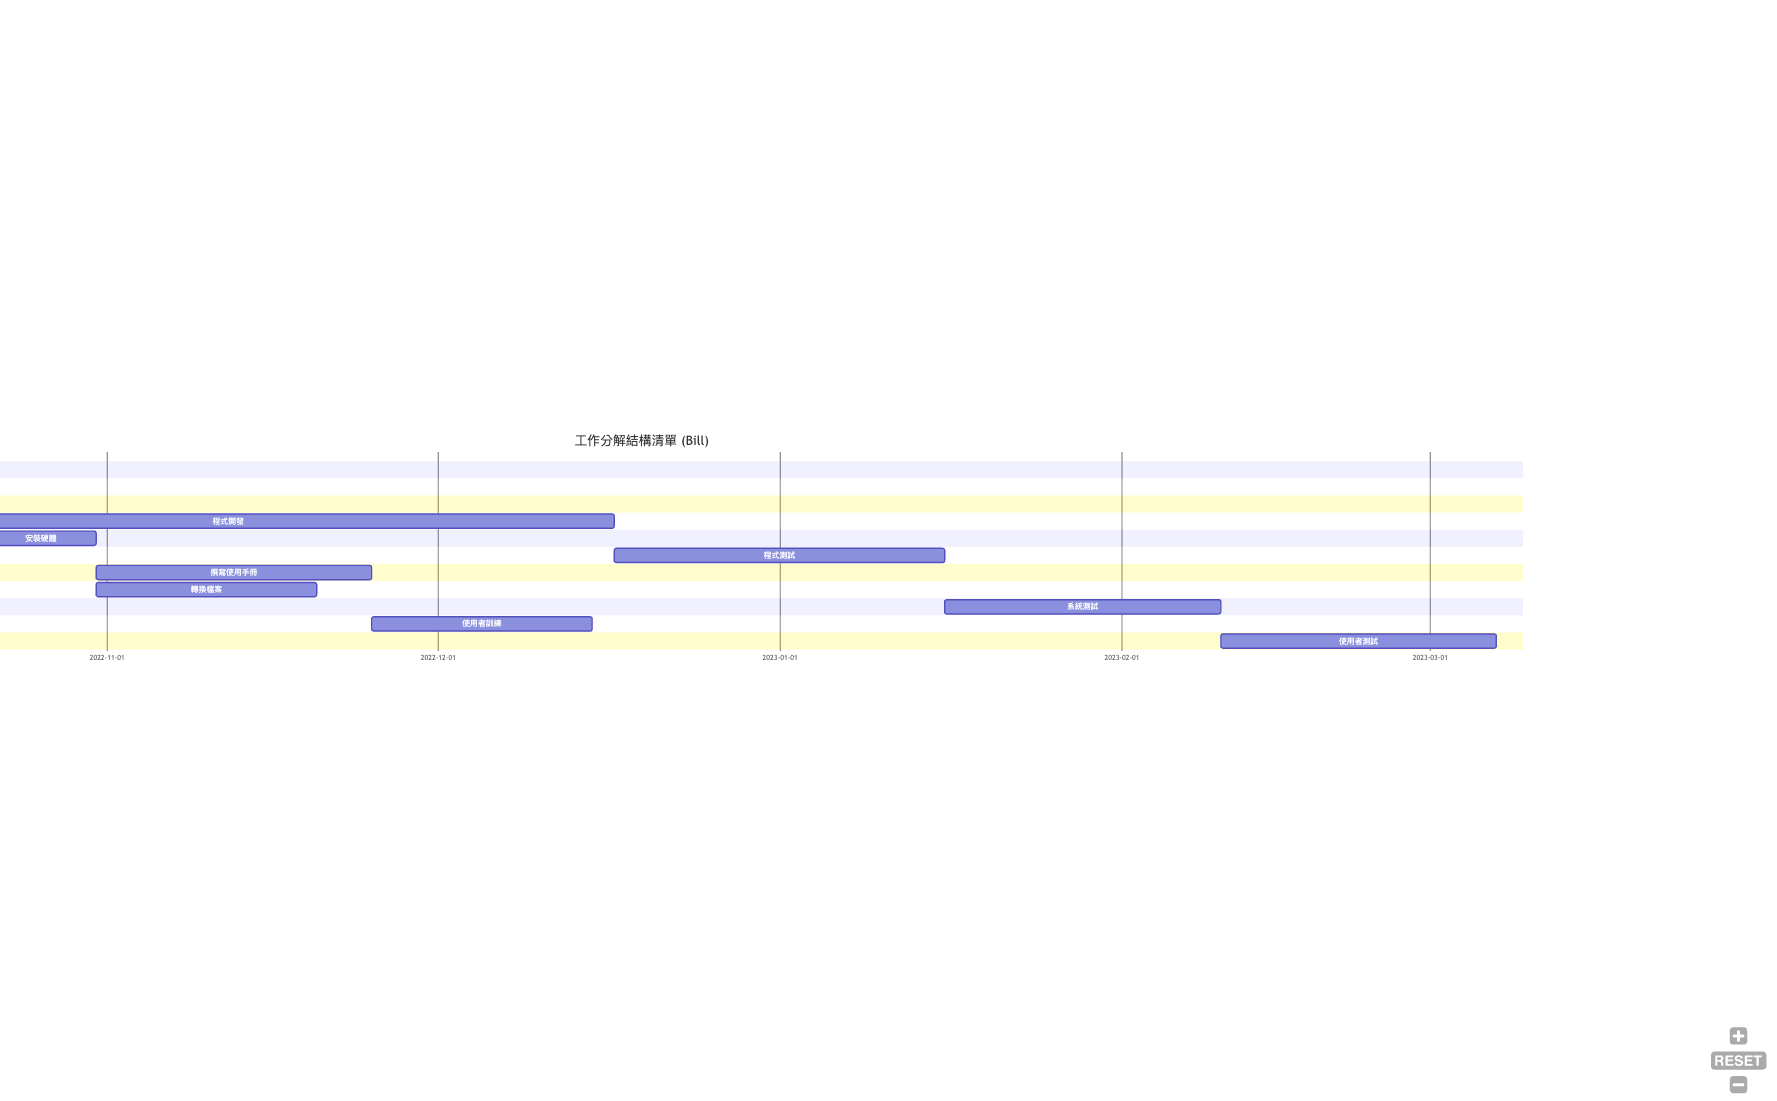 工作分解結構清單 (Bill)
程式開發
安裝硬體
程式測試
撰寫使用手冊
轉換檔案
系統測試
使用者訓練
使用者測試
2022-11-01
2022-12-01
2023-01-01
2023-02-01
2023-03-01
RESET